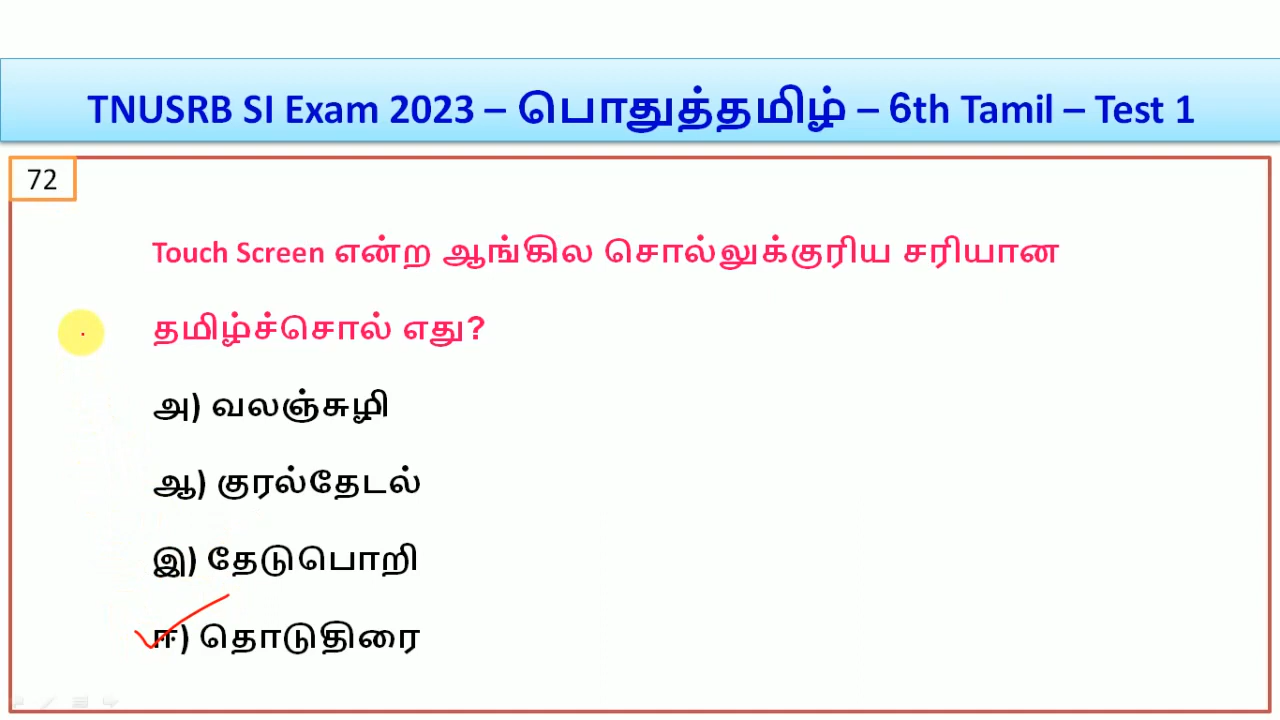 TNUSRB SI Exam 2023 – பொதுத்தமிழ் – 6th Tamil – Test 1
72
Touch Screen என்ற ஆங்கில சொல்லுக்குரிய சரியான
தமிழ்ச்சொல் எது?
அ) வலஞ்சுழி
ஆ) குரல்தேடல்
இ) தேடுபொறி
ஈ) தொடுதிரை